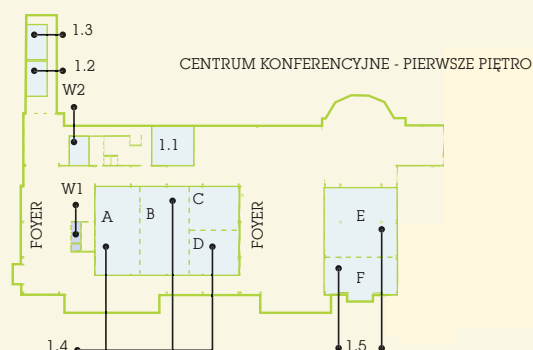 1.3
1.2
CENTRUM KONFERENCYJNE - PIERWSZE PIĘTRO
W2
1.1
W1
A
B
C
D
E
F
FOYER
FOYER
1.4
1.5